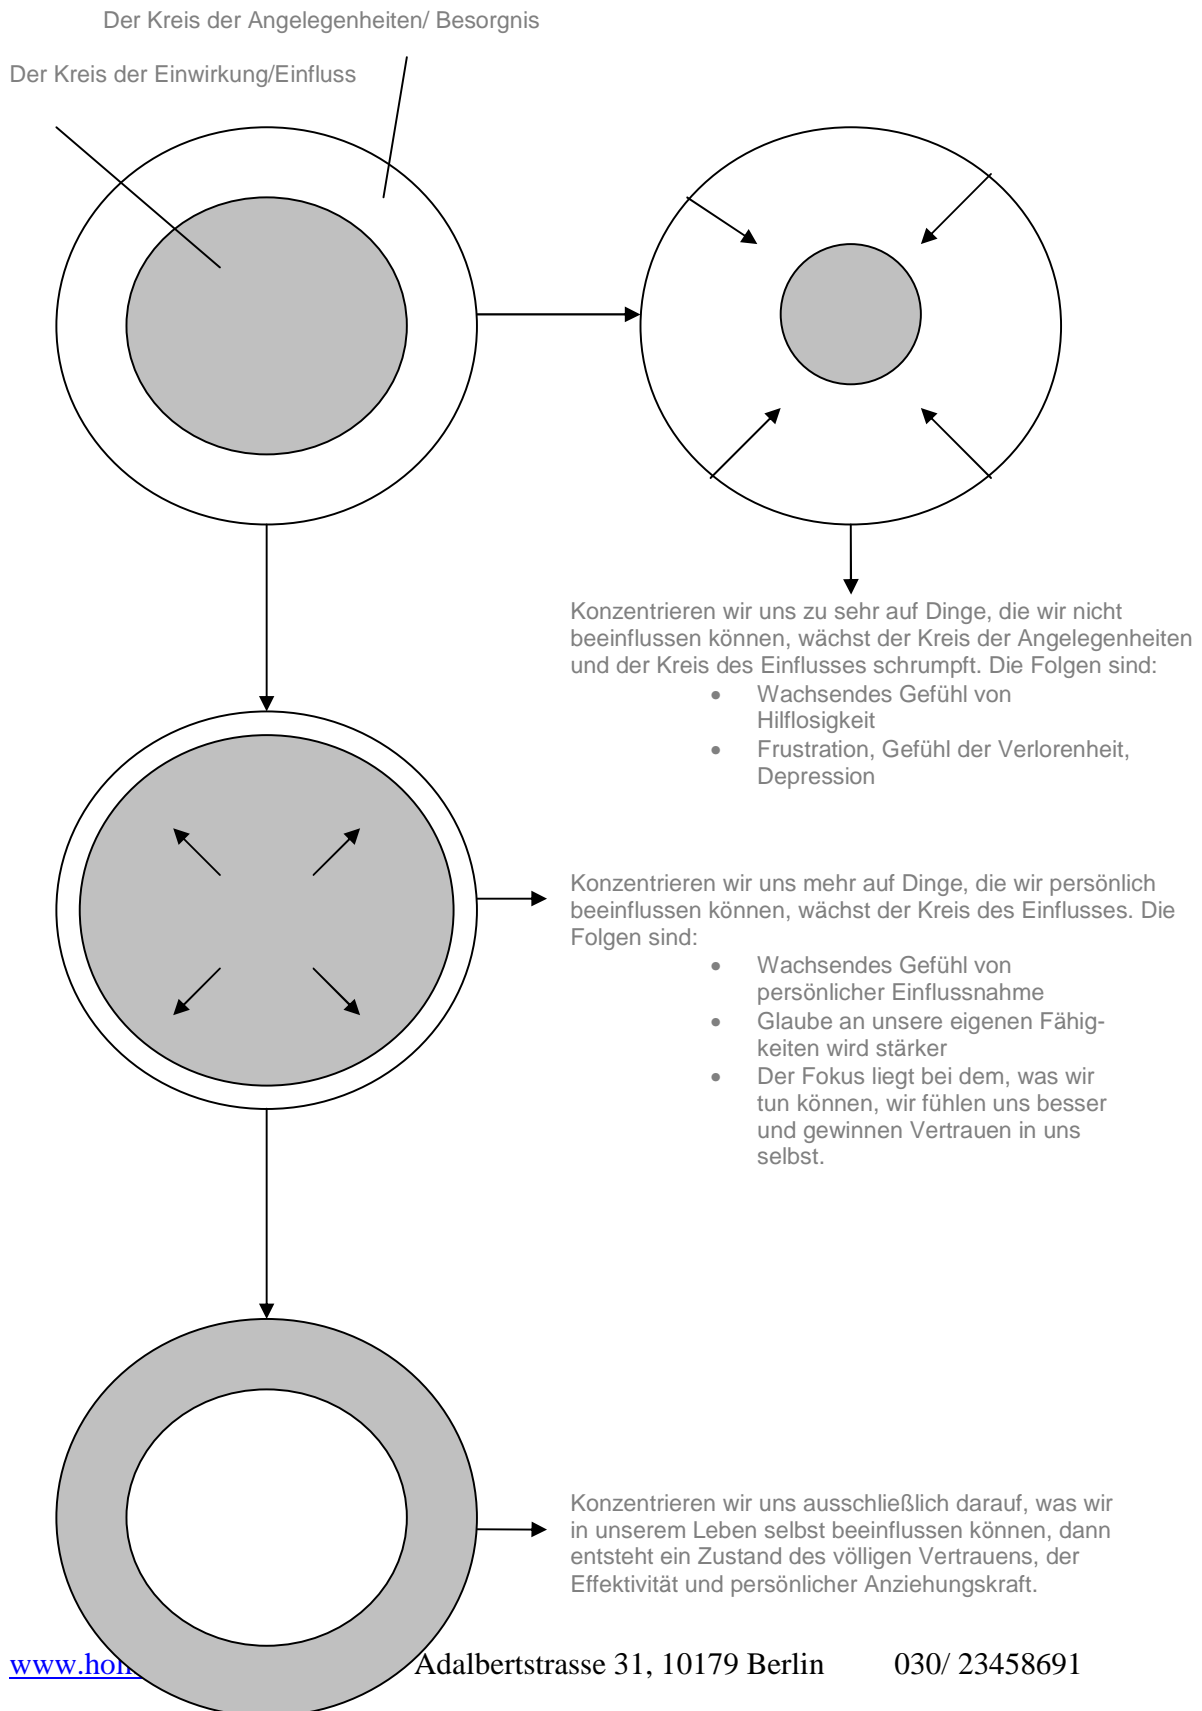 Der Kreis der Angelegenheiten/ Besorgnis
Der Kreis der Einwirkung/Einfluss
Konzentrieren wir uns zu sehr auf Dinge, die wir nicht
beeinflussen können, wächst der Kreis der Angelegenheiten
und der Kreis des Einflusses schrumpft. Die Folgen sind:
• Wachsendes Gefühl von
Hilflosigkeit
• Frustration, Gefühl der Verlorenheit,
Depression
Konzentrieren wir uns mehr auf Dinge, die wir persönlich
beeinflussen können, wächst der Kreis des Einflusses. Die
Folgen sind:
• Wachsendes Gefühl von
persönlicher Einflussnahme
• Glaube an unsere eigenen Fähig-
keiten wird stärker
• Der Fokus liegt bei dem, was wir
tun können, wir fühlen uns besser
und gewinnen Vertrauen in uns
selbst.
Konzentrieren wir uns ausschließlich darauf, was wir
in unserem Leben selbst beeinflussen können, dann
entsteht ein Zustand des völligen Vertrauens, der
Effektivität und persönlicher Anziehungskraft.
Adalbertstrasse 31, 10179 Berlin 030/ 23458691